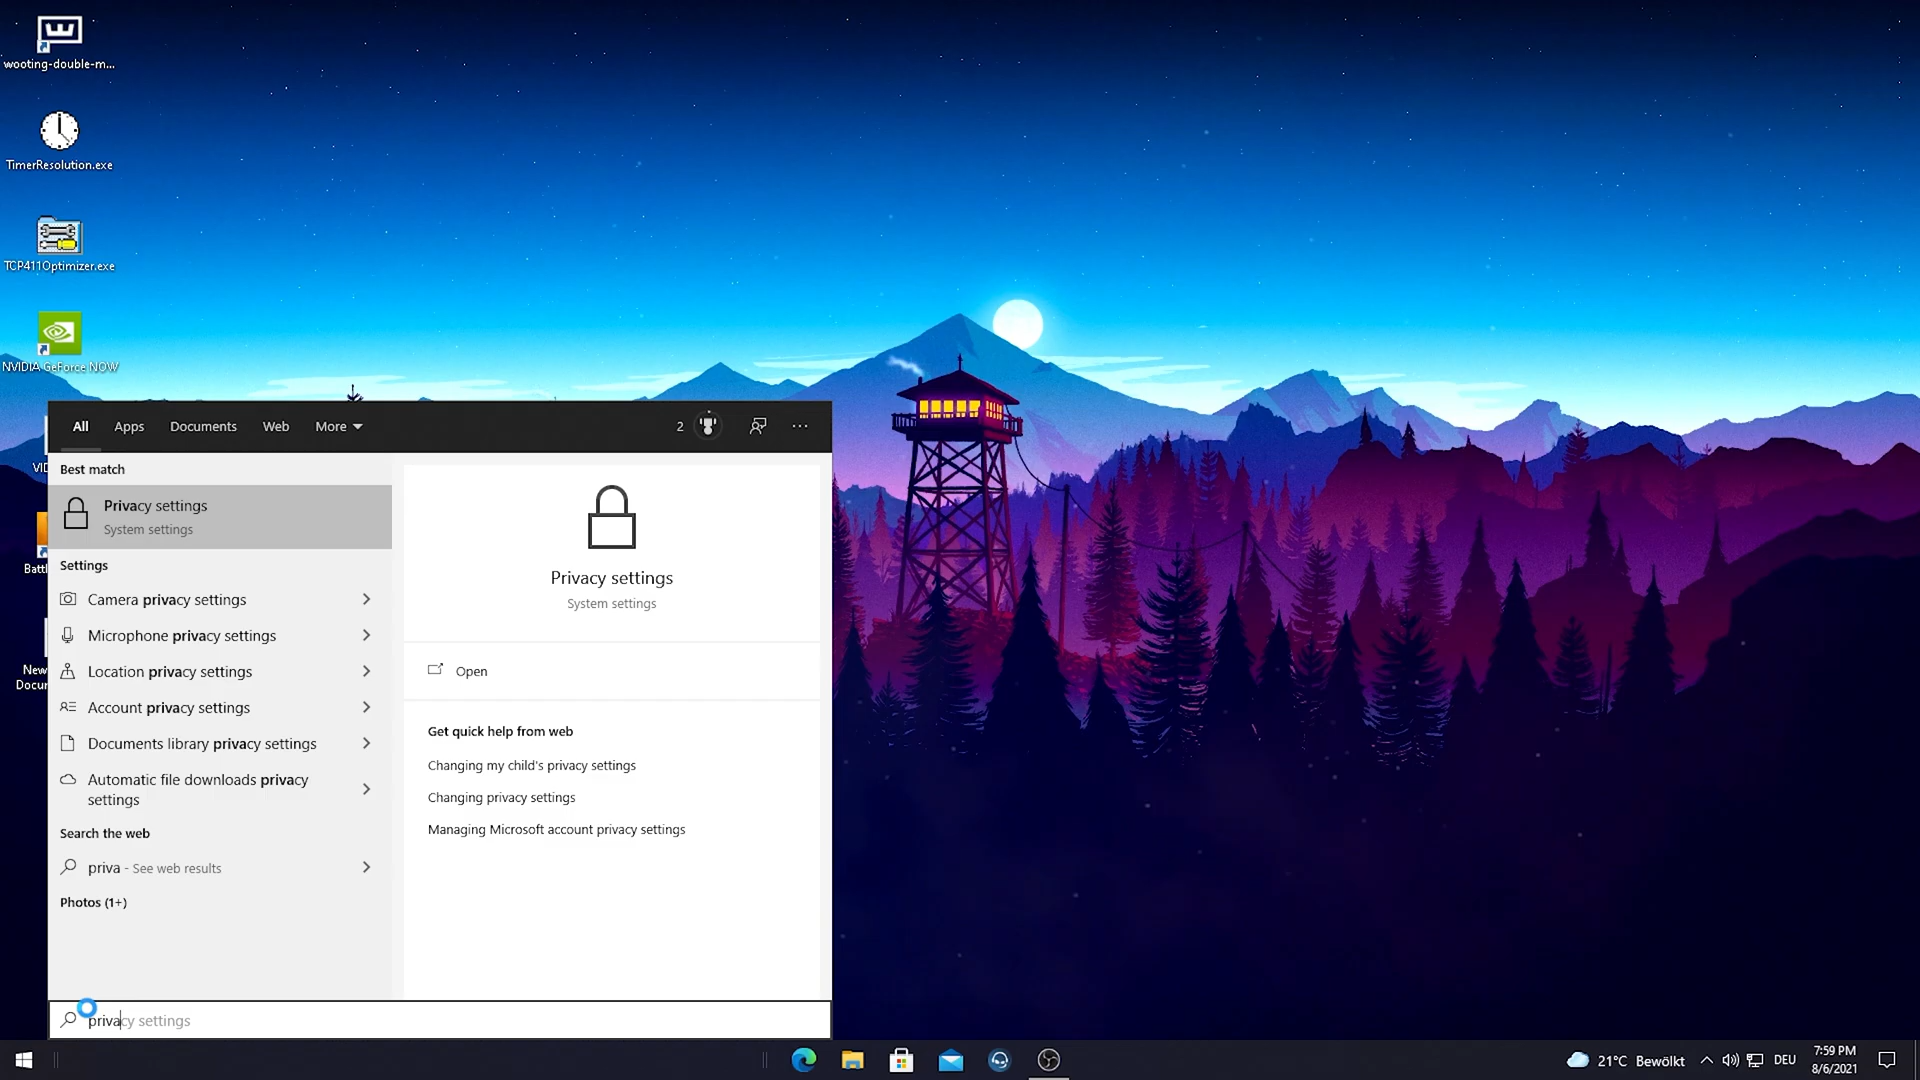 wooting-double-m...
TimerResolution.exe
TCP411Optimizer.exe
NVIDIA GeForce NOW
VID
Battl
New
Docum
All Apps Documents Web More 2 ...
Best match
Privacy settings
System settings
Settings
Camera privacy settings
Microphone privacy settings
Location privacy settings
Account privacy settings
Documents library privacy settings
Automatic file downloads privacy
settings
Search the web
priva - See web results
Photos (1+)
Privacy settings
System settings
Open
Get quick help from web
Changing my child's privacy settings
Changing privacy settings
Managing Microsoft account privacy settings
privacy settings
21°C Bewölkt
DEU
7:59 PM
8/6/2021